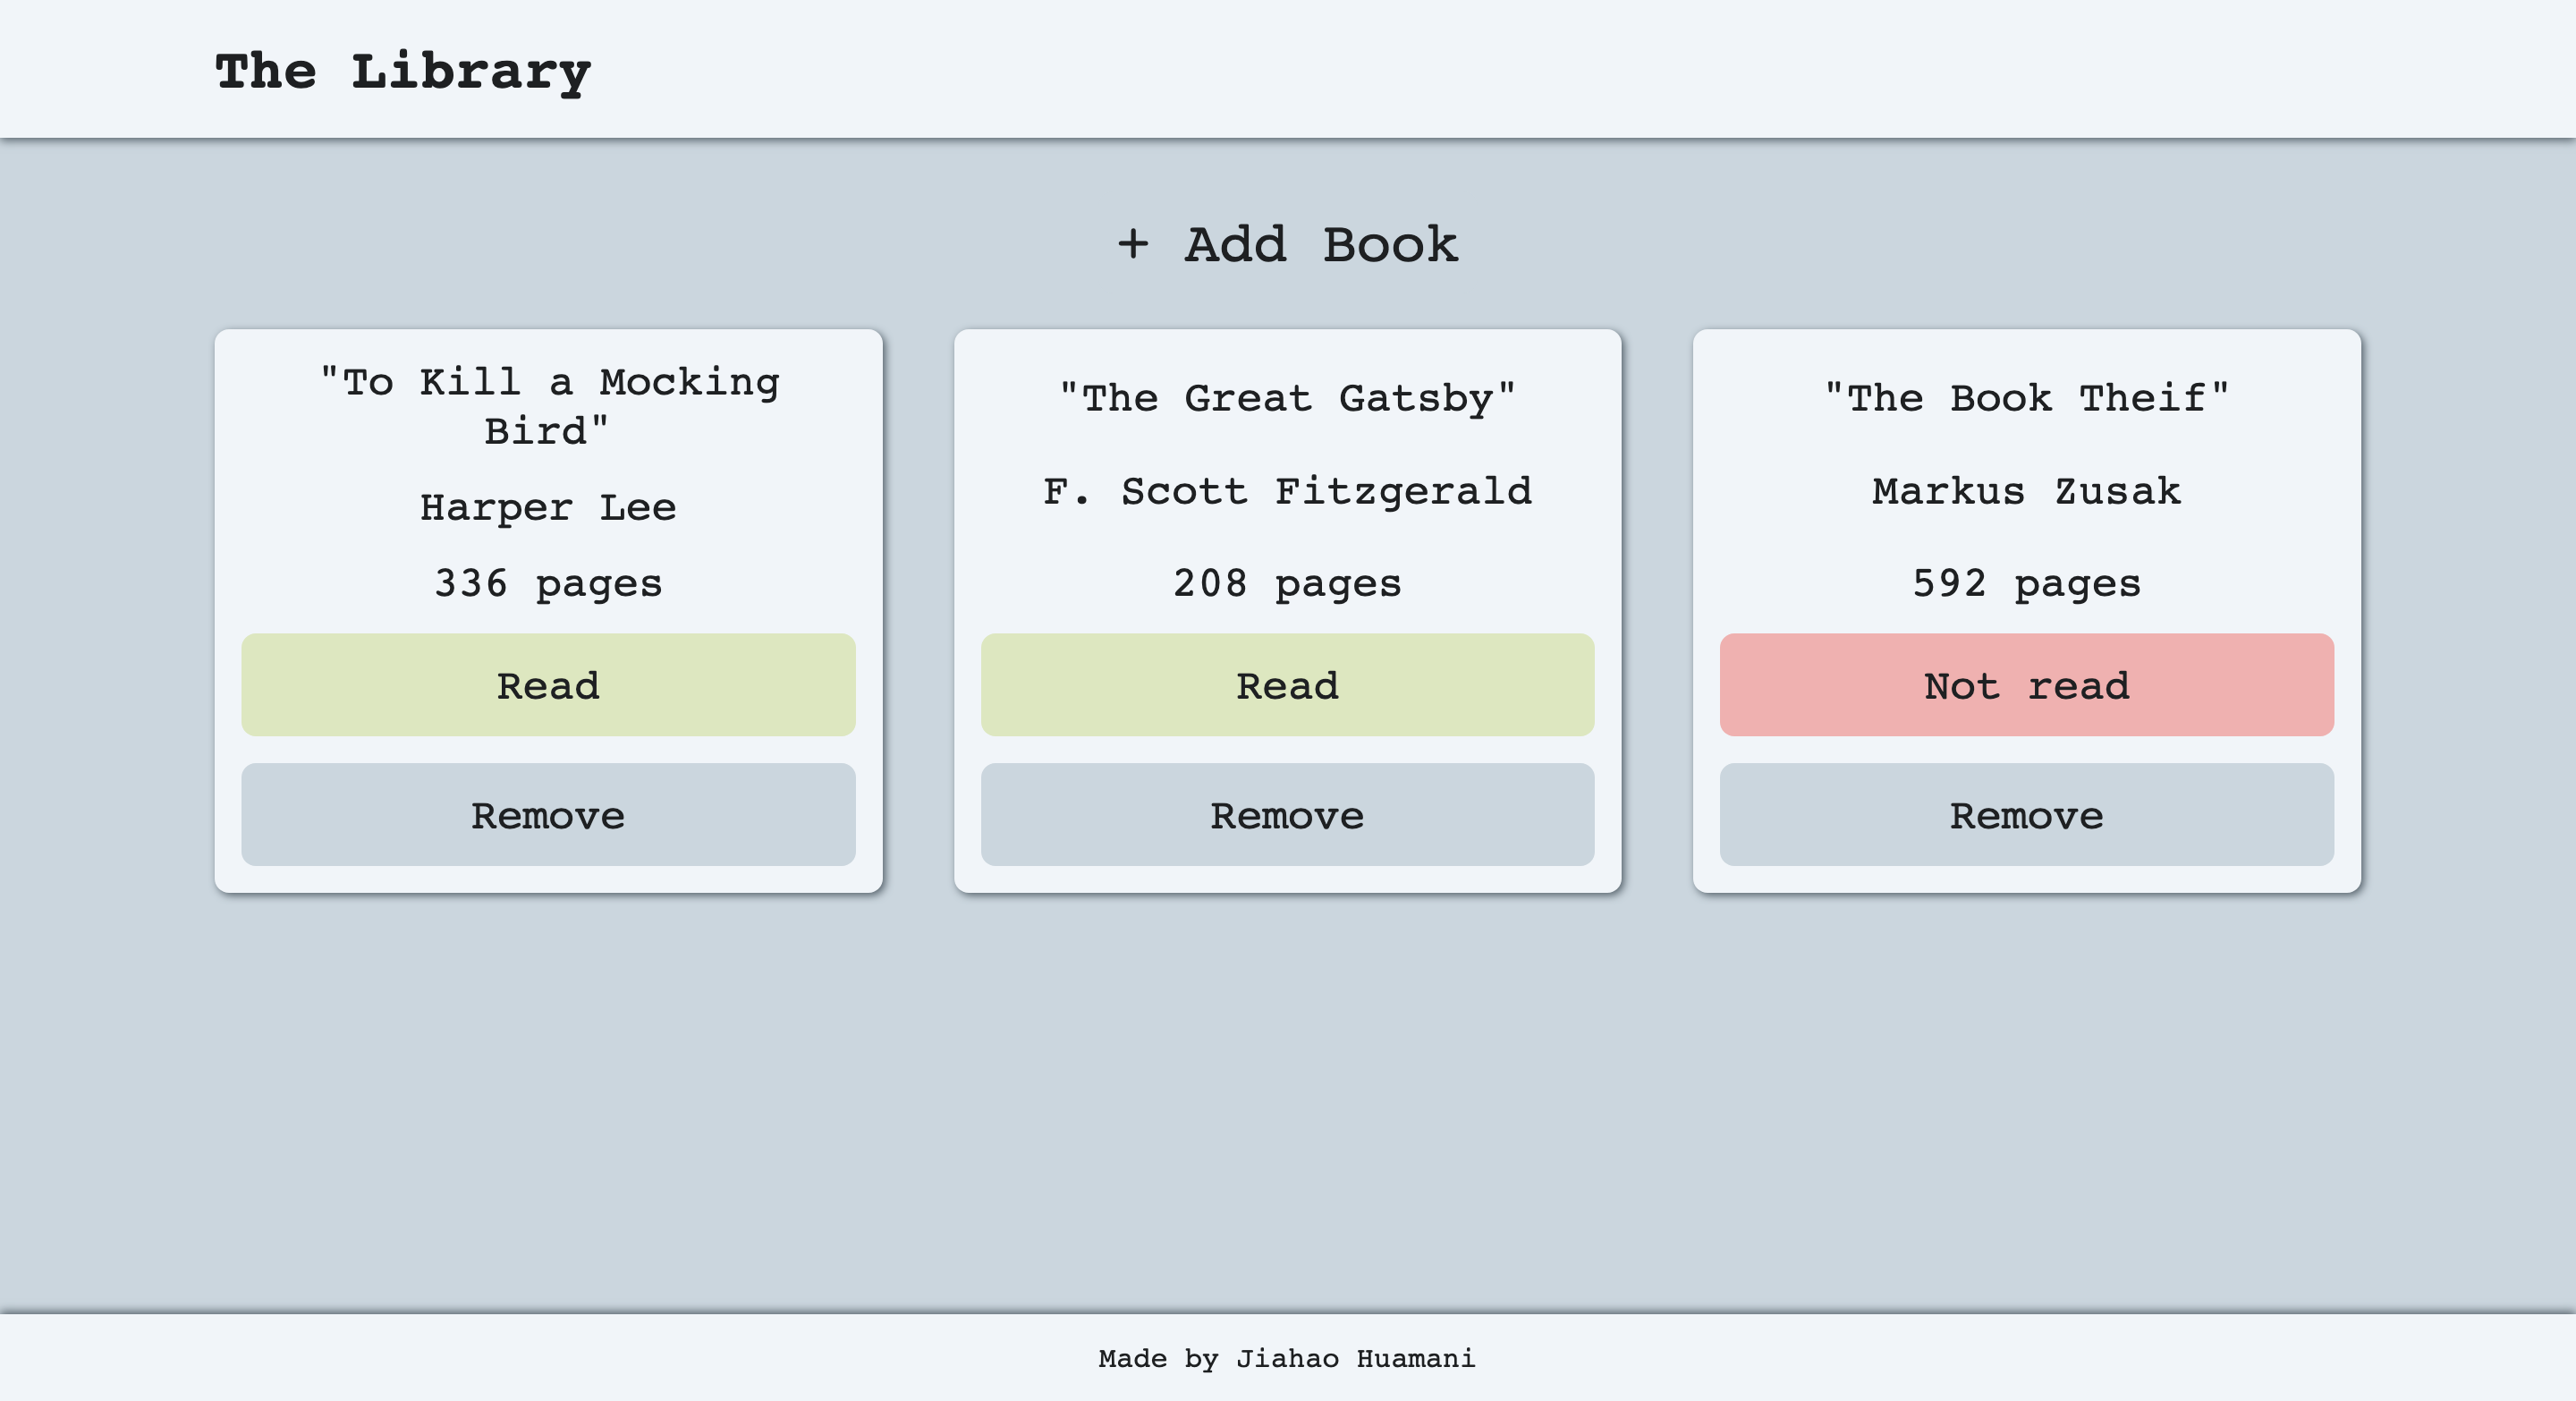 The Library
+ Add Book
"To Kill a Mocking
Bird"
Harper Lee
336 pages
Read
Remove
"The Great Gatsby"
F. Scott Fitzgerald
208 pages
Read
Remove
"The Book Theif"
Markus Zusak
592 pages
Not read
Remove
Made by Jiahao Huamani